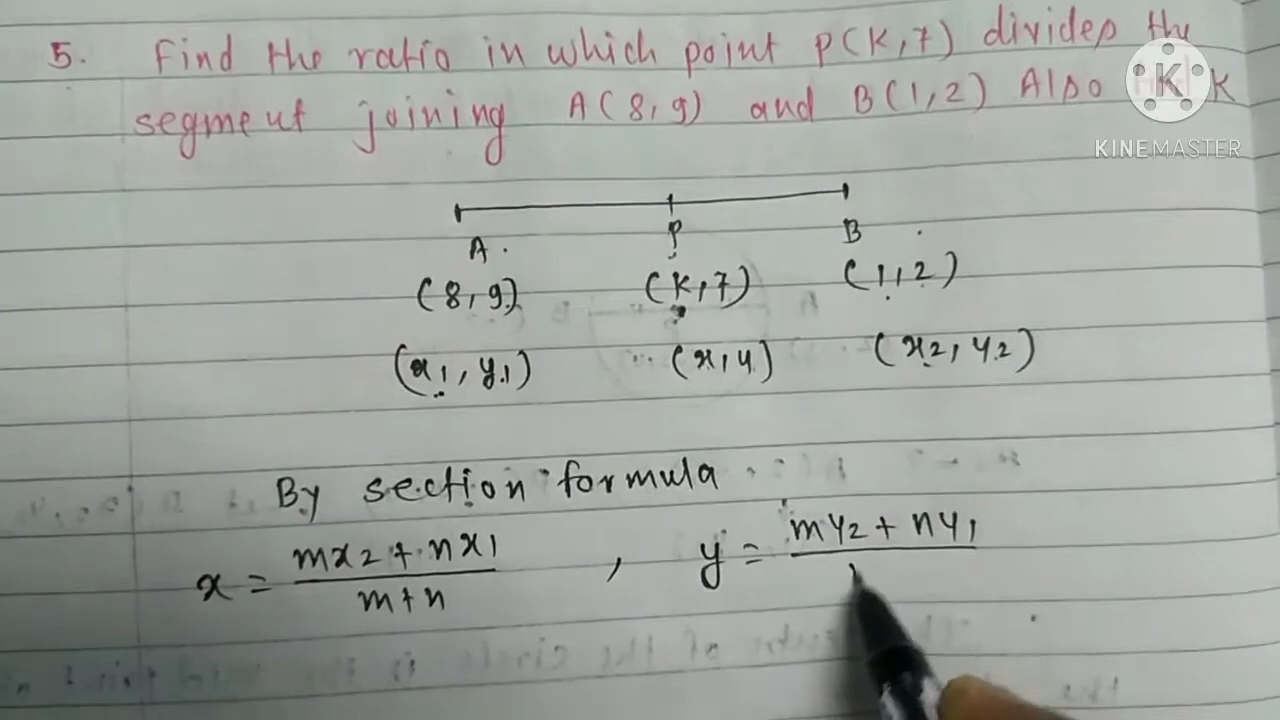 5. Find the ratio in which point P(K,7) divides the
segment joining A(8,9) and B(1,2) Also K
K
KINEMASTER
A P B
(8,9) (K,7) (1,2)
(x1, y1) (x,y) (x2, y2)
By section formula
x = mx2 + nx1 / m+n , y = my2 + ny1